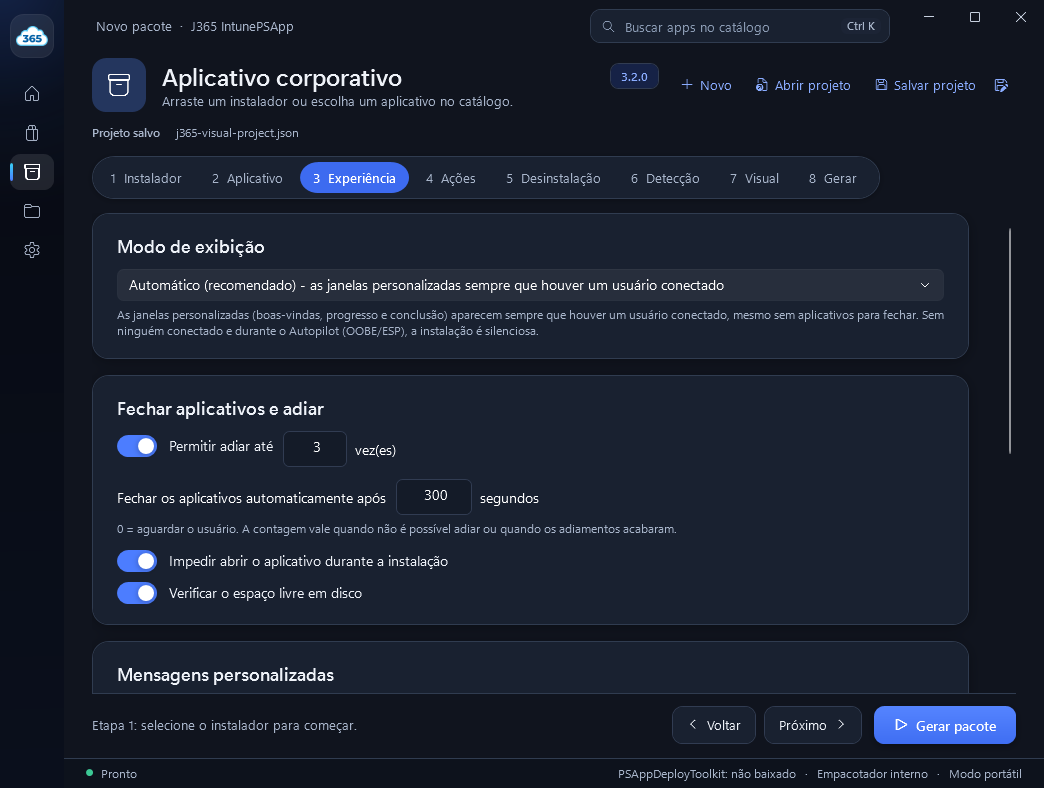 365
Novo pacote · J365 IntunePSApp
Buscar apps no catálogo Ctrl K
Aplicativo corporativo
Arraste um instalador ou escolha um aplicativo no catálogo.
3.2.0
Novo
Abrir projeto
Salvar projeto
Projeto salvo j365-visual-project.json
1 Instalador
2 Aplicativo
3 Experiência
4 Ações
5 Desinstalação
6 Detecção
7 Visual
8 Gerar
Modo de exibição
Automático (recomendado) - as janelas personalizadas sempre que houver um usuário conectado
As janelas personalizadas (boas-vindas, progresso e conclusão) aparecem sempre que houver um usuário conectado, mesmo sem aplicativos para fechar. Sem
ninguém conectado e durante o Autopilot (OOBE/ESP), a instalação é silenciosa.
Fechar aplicativos e adiar
Permitir adiar até 3 vez(es)
Fechar os aplicativos automaticamente após 300 segundos
0 = aguardar o usuário. A contagem vale quando não é possível adiar ou quando os adiamentos acabaram.
Impedir abrir o aplicativo durante a instalação
Verificar o espaço livre em disco
Mensagens personalizadas
Etapa 1: selecione o instalador para começar.
Voltar
Próximo
Gerar pacote
Pronto
PSAppDeployToolkit: não baixado · Empacotador interno · Modo portátil